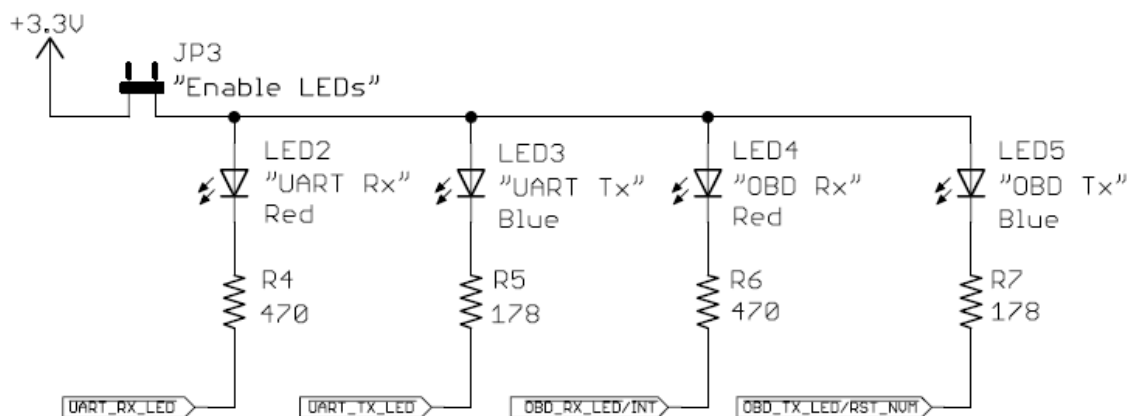 +3.3V
JP3
"Enable LEDs"
LED2
"UART Rx"
Red
LED3
"UART Tx"
Blue
LED4
"OBD Rx"
Red
LED5
"OBD Tx"
Blue
R4
470
R5
178
R6
470
R7
178
UART_RX_LED
UART_TX_LED
OBD_RX_LED/INT
OBD_TX_LED/RST_NVM